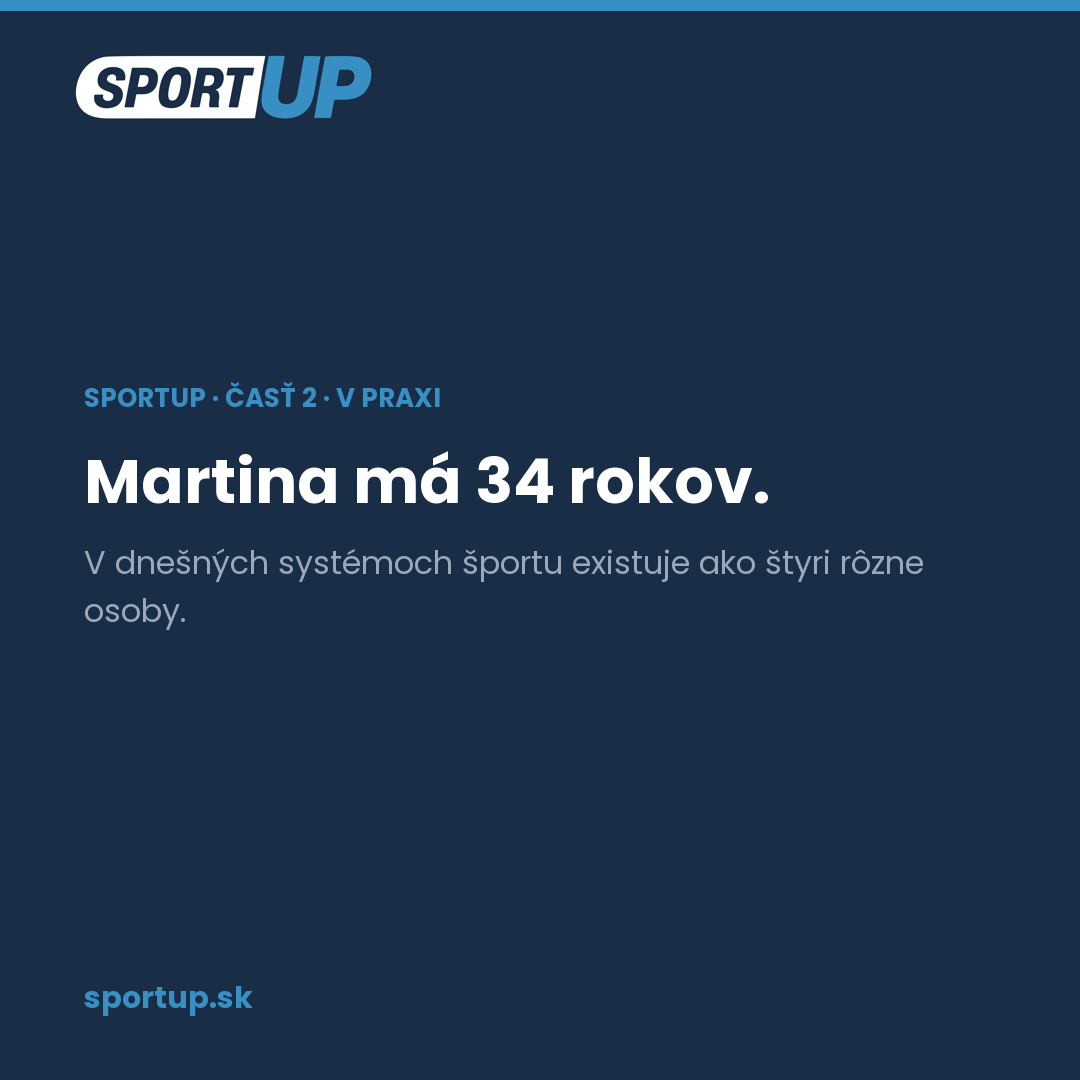 SPORTUP
SPORTUP · ČASŤ 2 · V PRAXI
Martina má 34 rokov.
V dnešných systémoch športu existuje ako štyri rôzne
osoby.
sportup.sk